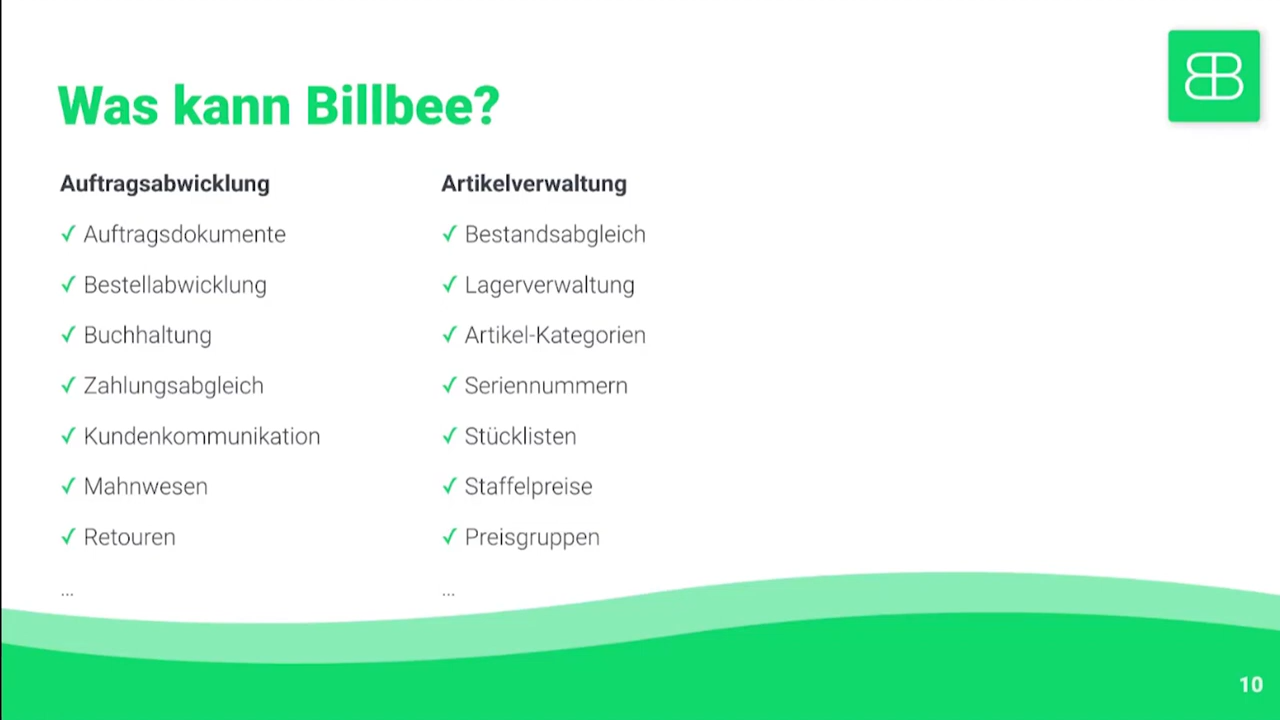 Was kann Billbee?
Auftragsabwicklung
✓ Auftragsdokumente
✓ Bestellabwicklung
✓ Buchhaltung
✓ Zahlungsabgleich
✓ Kundenkommunikation
✓ Mahnwesen
✓ Retouren
...
Artikelverwaltung
✓ Bestandsabgleich
✓ Lagerverwaltung
✓ Artikel-Kategorien
✓ Seriennummern
✓ Stücklisten
✓ Staffelpreise
✓ Preisgruppen
...
10